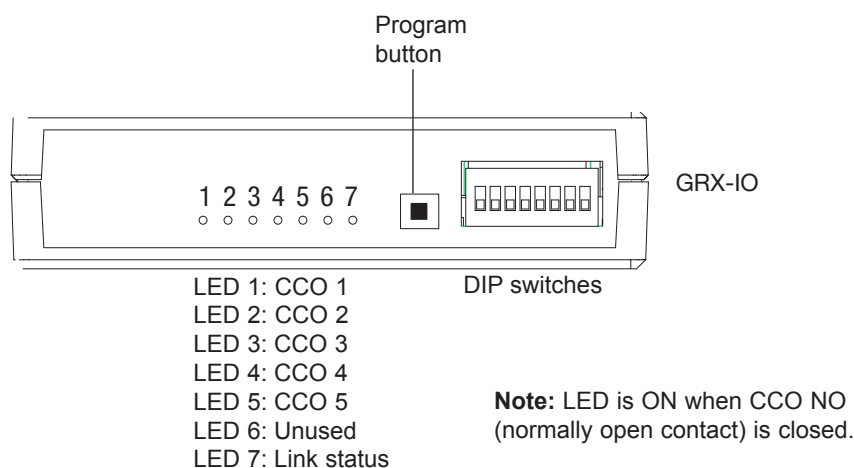 Program
button
GRX-IO
1 2 3 4 5 6 7
LED 1: CCO 1
LED 2: CCO 2
LED 3: CCO 3
LED 4: CCO 4
LED 5: CCO 5
LED 6: Unused
LED 7: Link status
DIP switches
Note: LED is ON when CCO NO
(normally open contact) is closed.